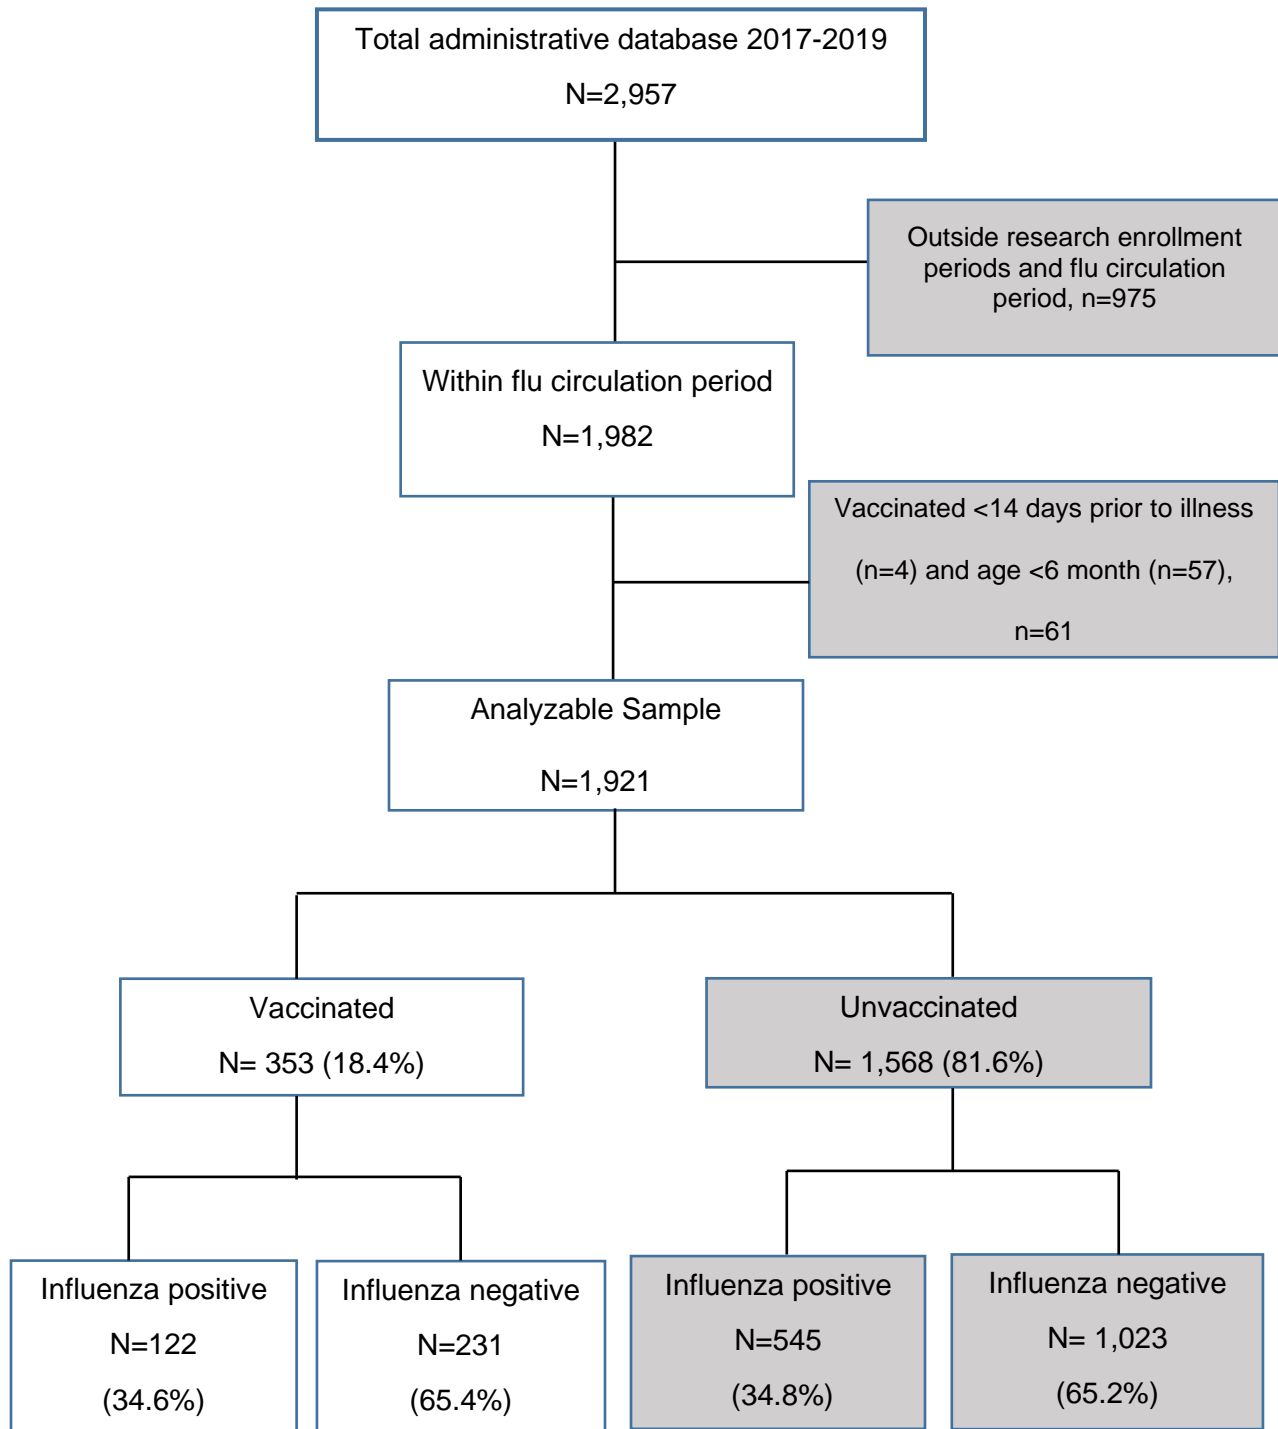 Total administrative database 2017-2019
N=2,957
Outside research enrollment
periods and flu circulation
period, n=975
Within flu circulation period
N=1,982
Vaccinated <14 days prior to illness
(n=4) and age <6 month (n=57),
n=61
Analyzable Sample
N=1,921
Vaccinated
N= 353 (18.4%)
Unvaccinated
N= 1,568 (81.6%)
Influenza positive
N=122
(34.6%)
Influenza negative
N=231
(65.4%)
Influenza positive
N=545
(34.8%)
Influenza negative
N= 1,023
(65.2%)